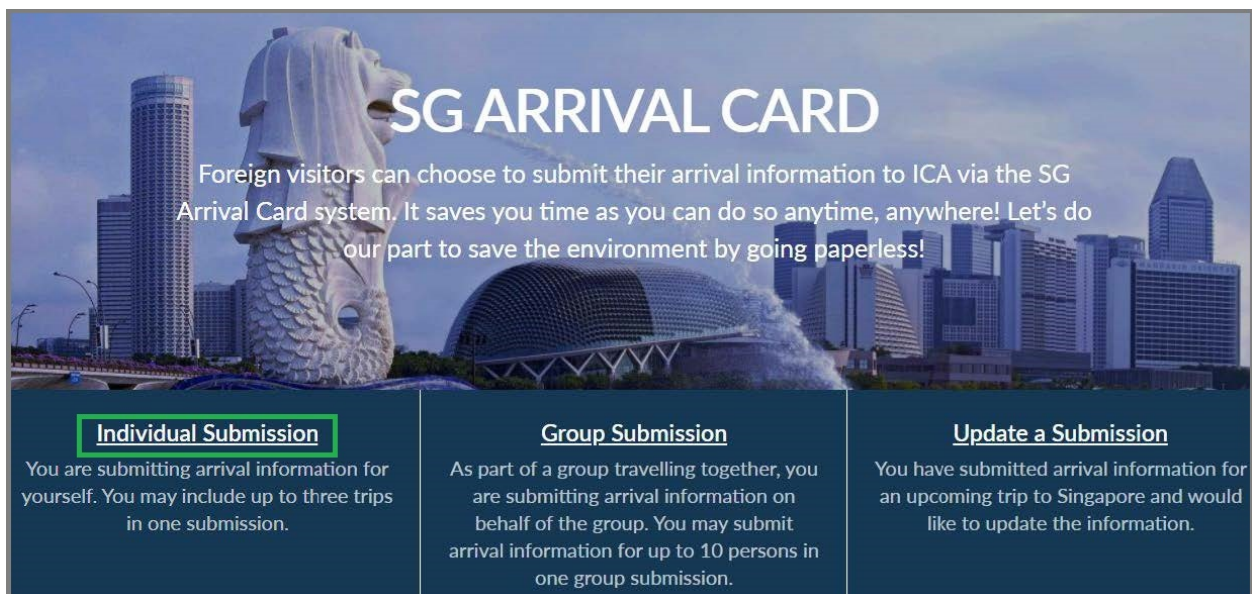 SG ARRIVAL CARD
Foreign visitors can choose to submit their arrival information to ICA via the SG
Arrival Card system. It saves you time as you can do so anytime, anywhere! Let's do
our part to save the environment by going paperless!
Individual Submission
You are submitting arrival information for
yourself. You may include up to three trips
in one submission.
Group Submission
As part of a group travelling together, you
are submitting arrival information on
behalf of the group. You may submit
arrival information for up to 10 persons in
one group submission.
Update a Submission
You have submitted arrival information for
an upcoming trip to Singapore and would
like to update the information.